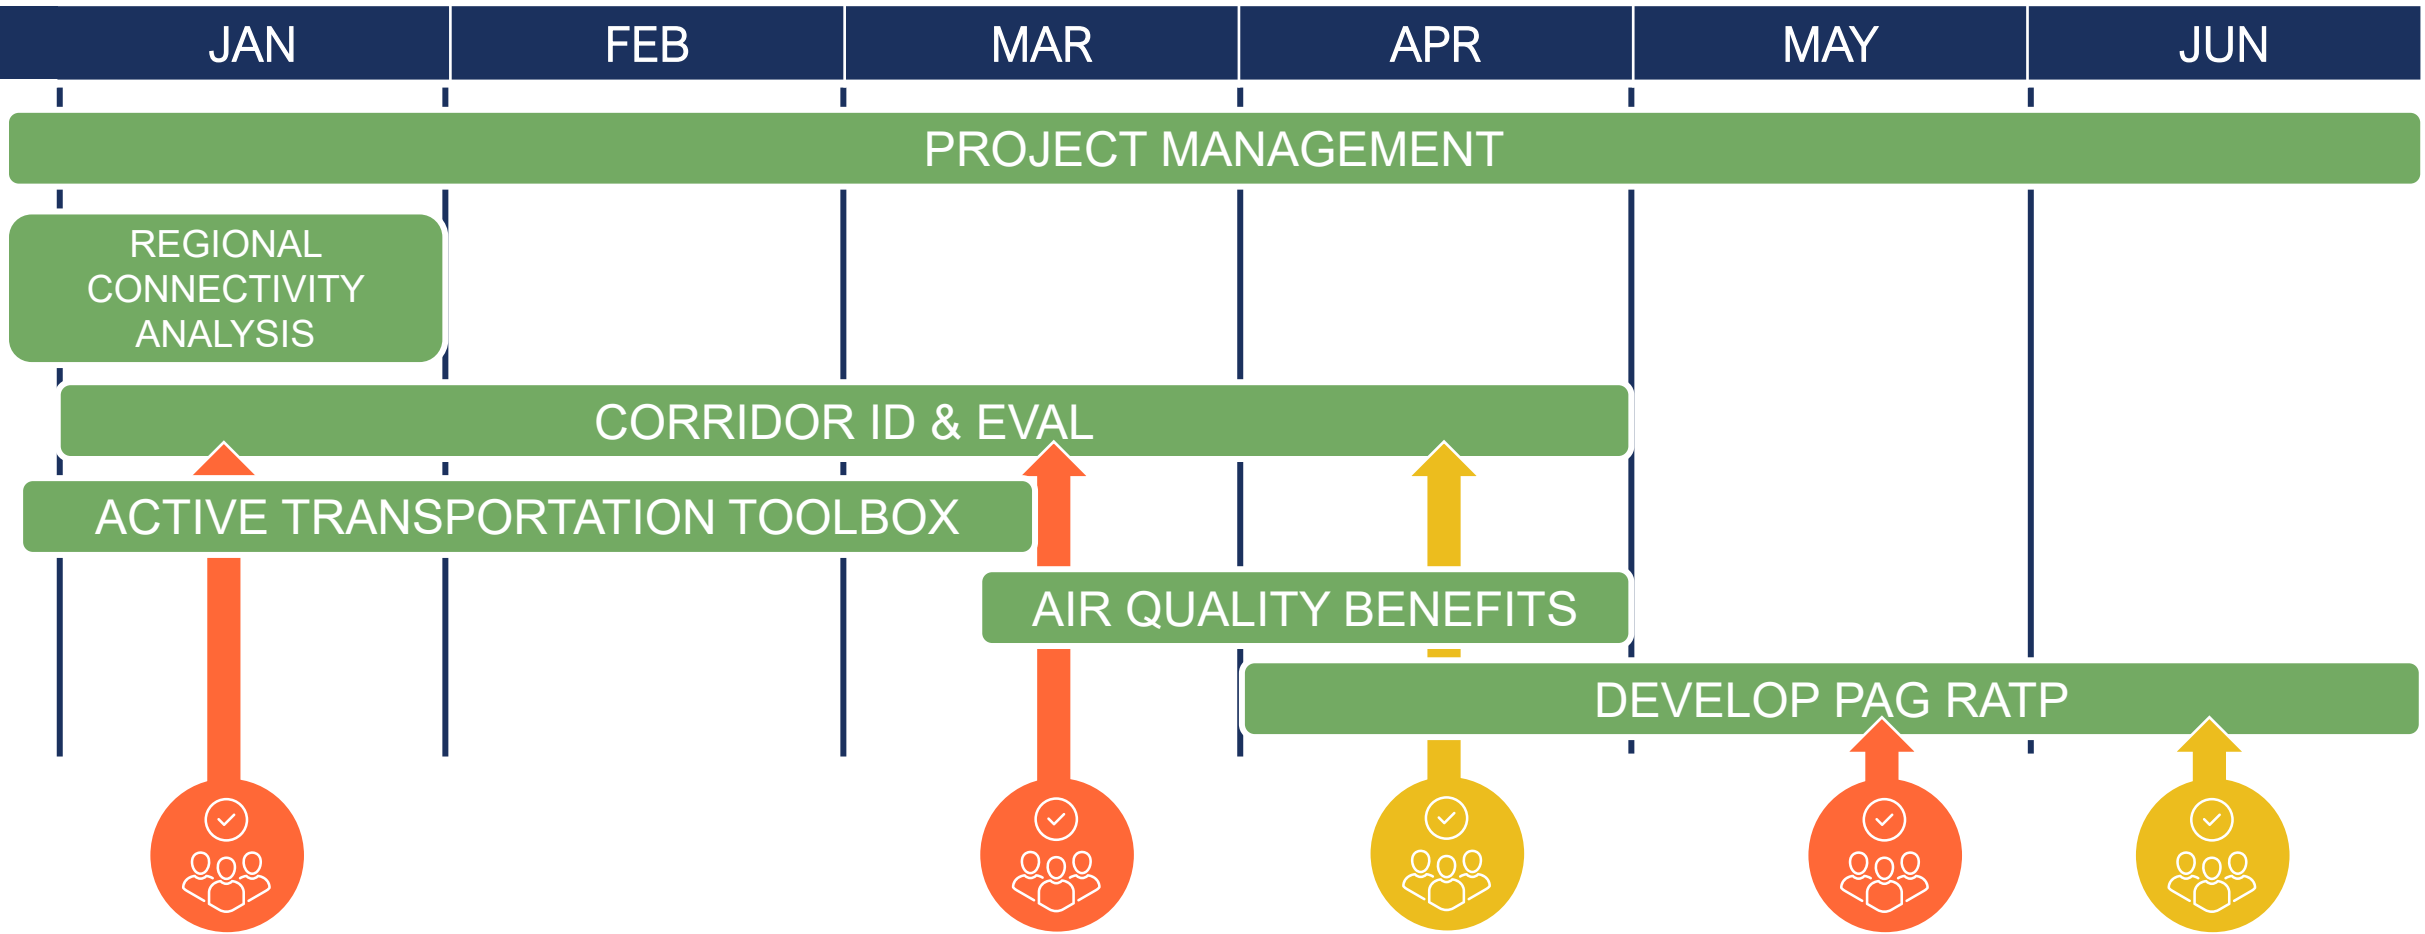 JAN FEB MAR APR MAY JUN
PROJECT MANAGEMENT
REGIONAL
CONNECTIVITY
ANALYSIS
CORRIDOR ID & EVAL
ACTIVE TRANSPORTATION TOOLBOX
AIR QUALITY BENEFITS
DEVELOP PAG RATP